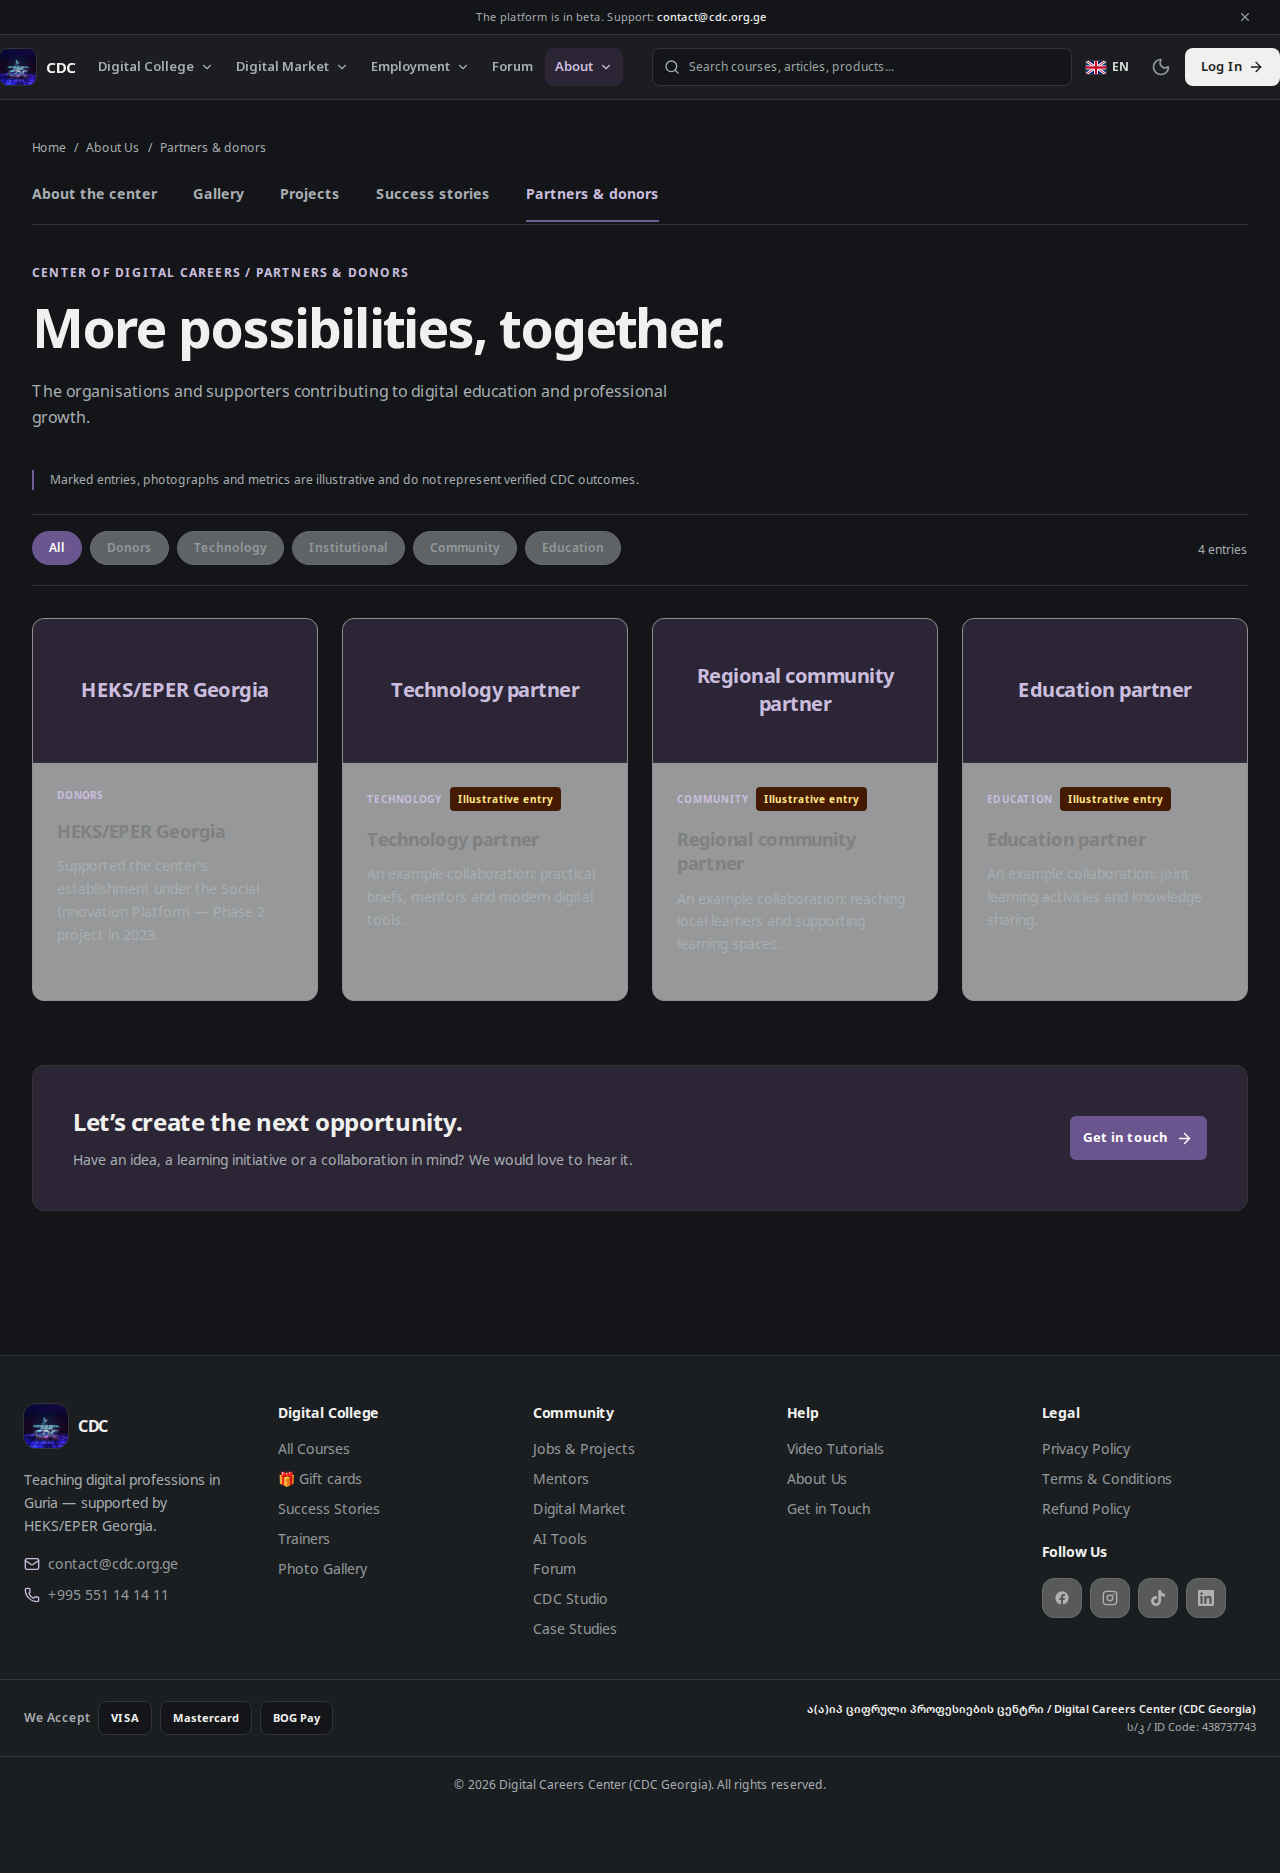 The platform is in beta. Support: contact@cdc.org.ge
CDC
Digital College
Digital Market
Employment
Forum
About
Search courses, articles, products...
EN
Log In
Home / About Us / Partners & donors
About the center
Gallery
Projects
Success stories
Partners & donors
CENTER OF DIGITAL CAREERS / PARTNERS & DONORS
More possibilities, together.
The organisations and supporters contributing to digital education and professional
growth.
Marked entries, photographs and metrics are illustrative and do not represent verified CDC outcomes.
All
Donors
Technology
Institutional
Community
Education
4 entries
HEKS/EPER Georgia
DONORS
HEKS/EPER Georgia
Supported the center's
establishment under the Social
Innovation Platform — Phase 2
project in 2023.
Technology partner
TECHNOLOGY Illustrative entry
Technology partner
An example collaboration: practical
briefs, mentors and modern digital
tools.
Regional community
partner
COMMUNITY Illustrative entry
Regional community
partner
An example collaboration: reaching
local learners and supporting
learning spaces.
Education partner
EDUCATION Illustrative entry
Education partner
An example collaboration: joint
learning activities and knowledge
sharing.
Let's create the next opportunity.
Have an idea, a learning initiative or a collaboration in mind? We would love to hear it.
Get in touch
CDC
Teaching digital professions in
Guria — supported by
HEKS/EPER Georgia.
contact@cdc.org.ge
+995 551 14 14 11
Digital College
All Courses
🎁 Gift cards
Success Stories
Trainers
Photo Gallery
Community
Jobs & Projects
Mentors
Digital Market
AI Tools
Forum
CDC Studio
Case Studies
Help
Video Tutorials
About Us
Get in Touch
Legal
Privacy Policy
Terms & Conditions
Refund Policy
Follow Us
We Accept
VISA
Mastercard
BOG Pay
ა(ა)იპ ციფრული პროფესიების ცენტრი / Digital Careers Center (CDC Georgia)
ს/კ / ID Code: 438737743
© 2026 Digital Careers Center (CDC Georgia). All rights reserved.